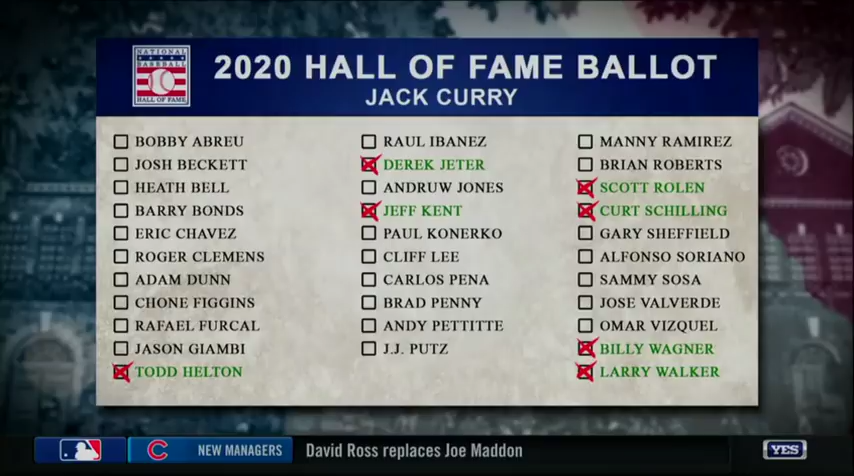 NATIONAL
BASEBALL
HALL OF FAME
2020 HALL OF FAME BALLOT
JACK CURRY
BOBBY ABREU
JOSH BECKETT
HEATH BELL
BARRY BONDS
ERIC CHAVEZ
ROGER CLEMENS
ADAM DUNN
CHONE FIGGINS
RAFAEL FURCAL
JASON GIAMBI
TODD HELTON
RAUL IBANEZ
DEREK JETER
ANDRUW JONES
JEFF KENT
PAUL KONERKO
CLIFF LEE
CARLOS PENA
BRAD PENNY
ANDY PETTITTE
J.J. PUTZ
MANNY RAMIREZ
BRIAN ROBERTS
SCOTT ROLEN
CURT SCHILLING
GARY SHEFFIELD
ALFONSO SORIANO
SAMMY SOSA
JOSE VALVERDE
OMAR VIZQUEL
BILLY WAGNER
LARRY WALKER
C NEW MANAGERS David Ross replaces Joe Maddon YES